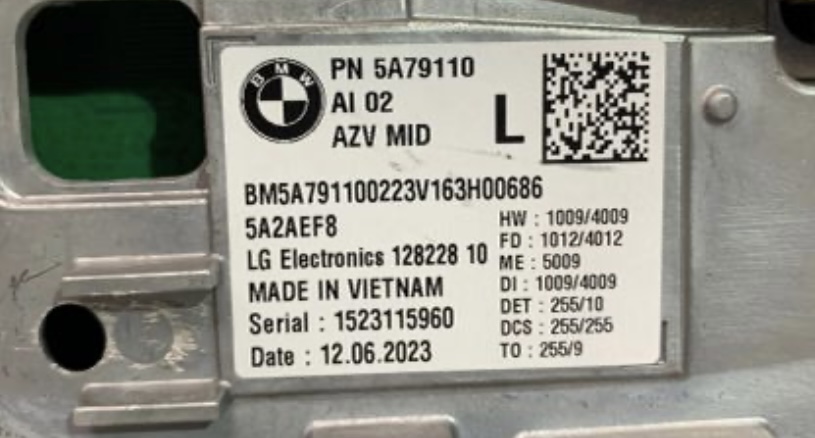 BMW
PN 5A79110
AI 02
AZV MID
L
BM5A791100223V163H00686
5A2AEF8
LG Electronics 128228 10
MADE IN VIETNAM
Serial : 1523115960
Date : 12.06.2023
HW : 1009/4009
FD : 1012/4012
ME : 5009
DI : 1009/4009
DET : 255/10
DCS : 255/255
TO : 255/9